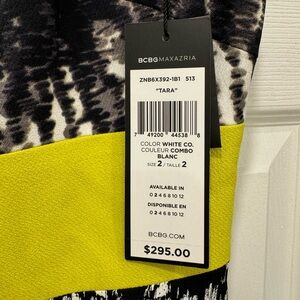 BCBGMAXAZRIA
ZNB6X392-1B1 513
"TARA"
7 49200 44538 8
COLOR WHITE CO.
COULEUR COMBO
BLANC
SIZE 2 / TAILLE 2
AVAILABLE IN
0 2 4 6 8 10 12
DISPONIBLE EN
0 2 4 6 8 10 12
BCBG.COM
$295.00